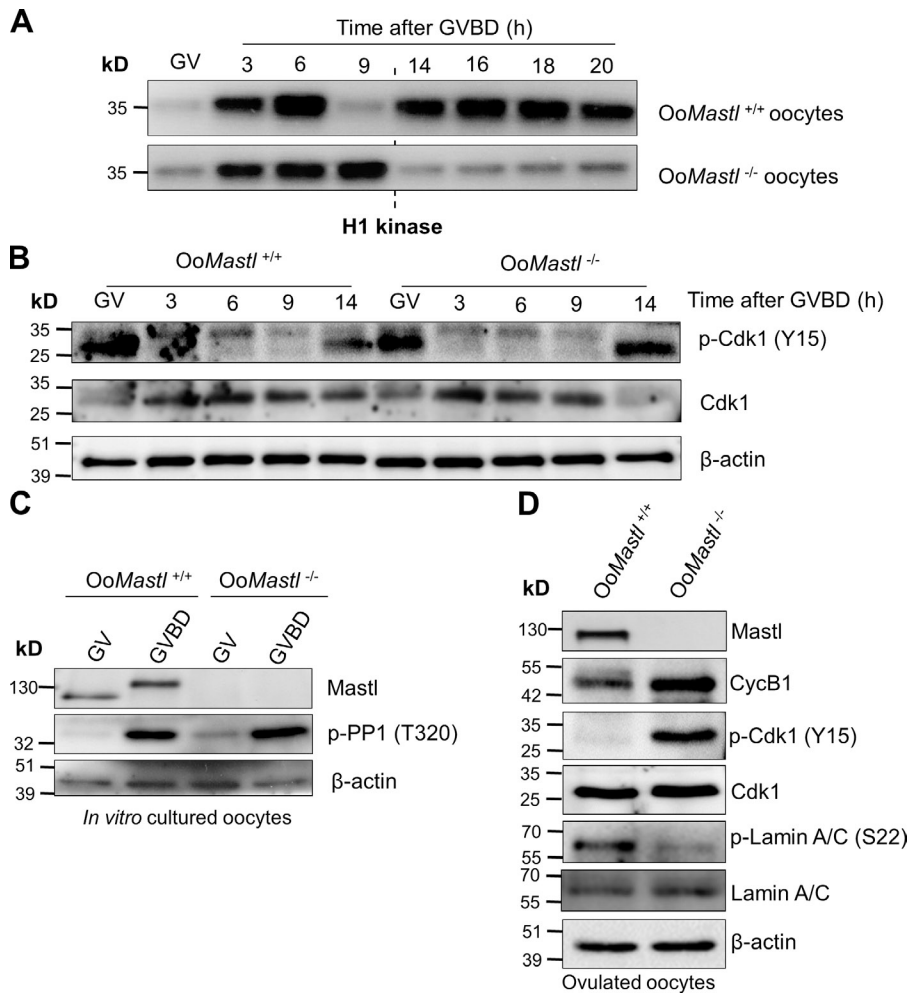 A
Time after GVBD (h)
kD GV 3 6 9 14 16 18 20
35 OoMastl +/+ oocytes
35 OoMastl -/- oocytes
H1 kinase
B
OoMastl +/+ OoMastl -/-
kD GV 3 6 9 14 GV 3 6 9 14 Time after GVBD (h)
35
25
p-Cdk1 (Y15)
35
25
Cdk1
51
39
β-actin
C
OoMastl +/+ OoMastl -/-
kD GV GVBD GV GVBD
130 Mastl
32 p-PP1 (T320)
51
39
β-actin
In vitro cultured oocytes
D
kD OoMastl +/+ OoMastl -/-
130 Mastl
55
42
CycB1
35
25
p-Cdk1 (Y15)
35
25
Cdk1
70
55
p-Lamin A/C (S22)
70
55
Lamin A/C
51
39
β-actin
Ovulated oocytes